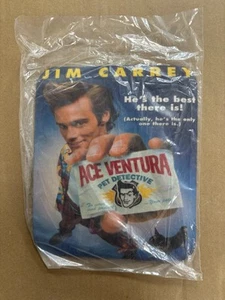 JIM CARREY
He's the best
there is!
(Actually, he's the only
one there is.)
ACE VENTURA
PET DETECTIVE